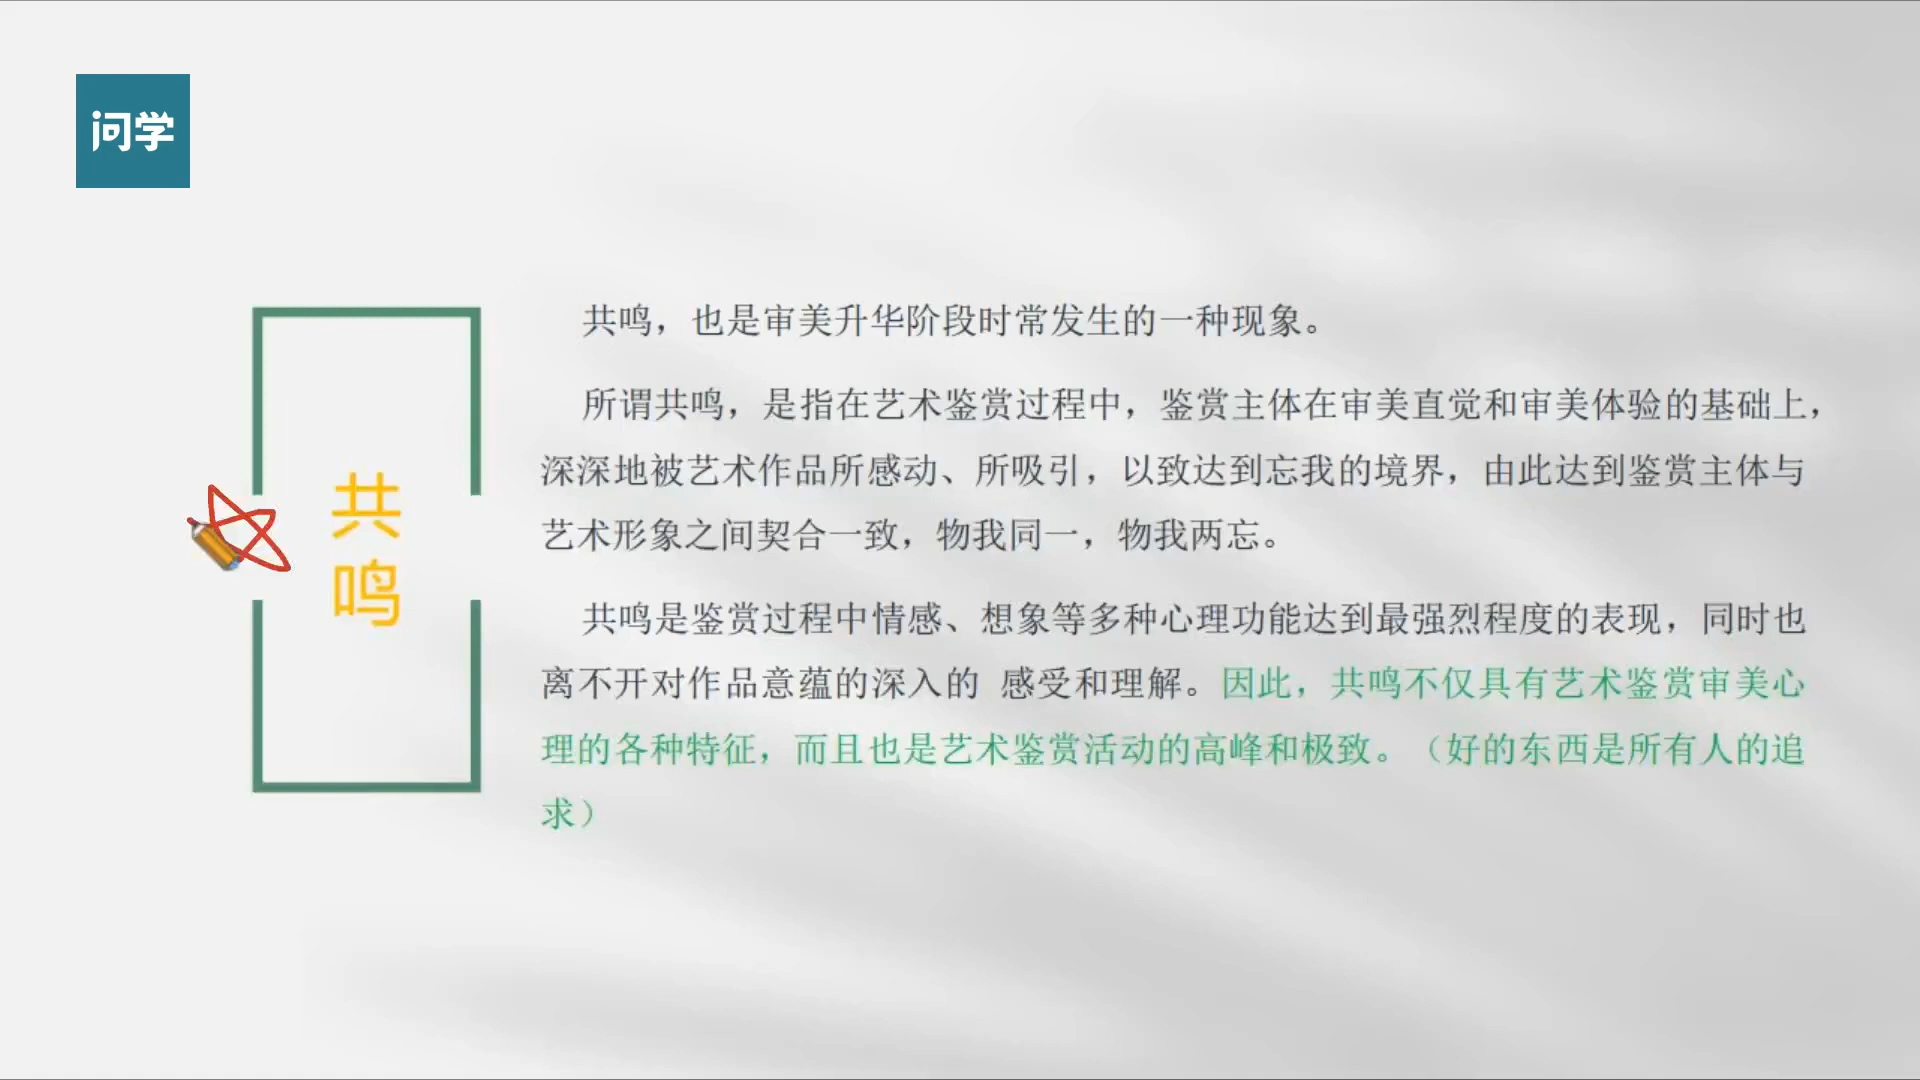 问学
共鸣
共鸣，也是审美升华阶段时常发生的一种现象。
所谓共鸣，是指在艺术鉴赏过程中，鉴赏主体在审美直觉和审美体验的基础上，
深深地被艺术作品所感动、所吸引，以致达到忘我的境界，由此达到鉴赏主体与
艺术形象之间契合一致，物我同一，物我两忘。
共鸣是鉴赏过程中情感、想象等多种心理功能达到最强烈程度的表现，同时也
离不开对作品意蕴的深入的 感受和理解。因此，共鸣不仅具有艺术鉴赏审美心
理的各种特征，而且也是艺术鉴赏活动的高峰和极致。（好的东西是所有人的追
求）